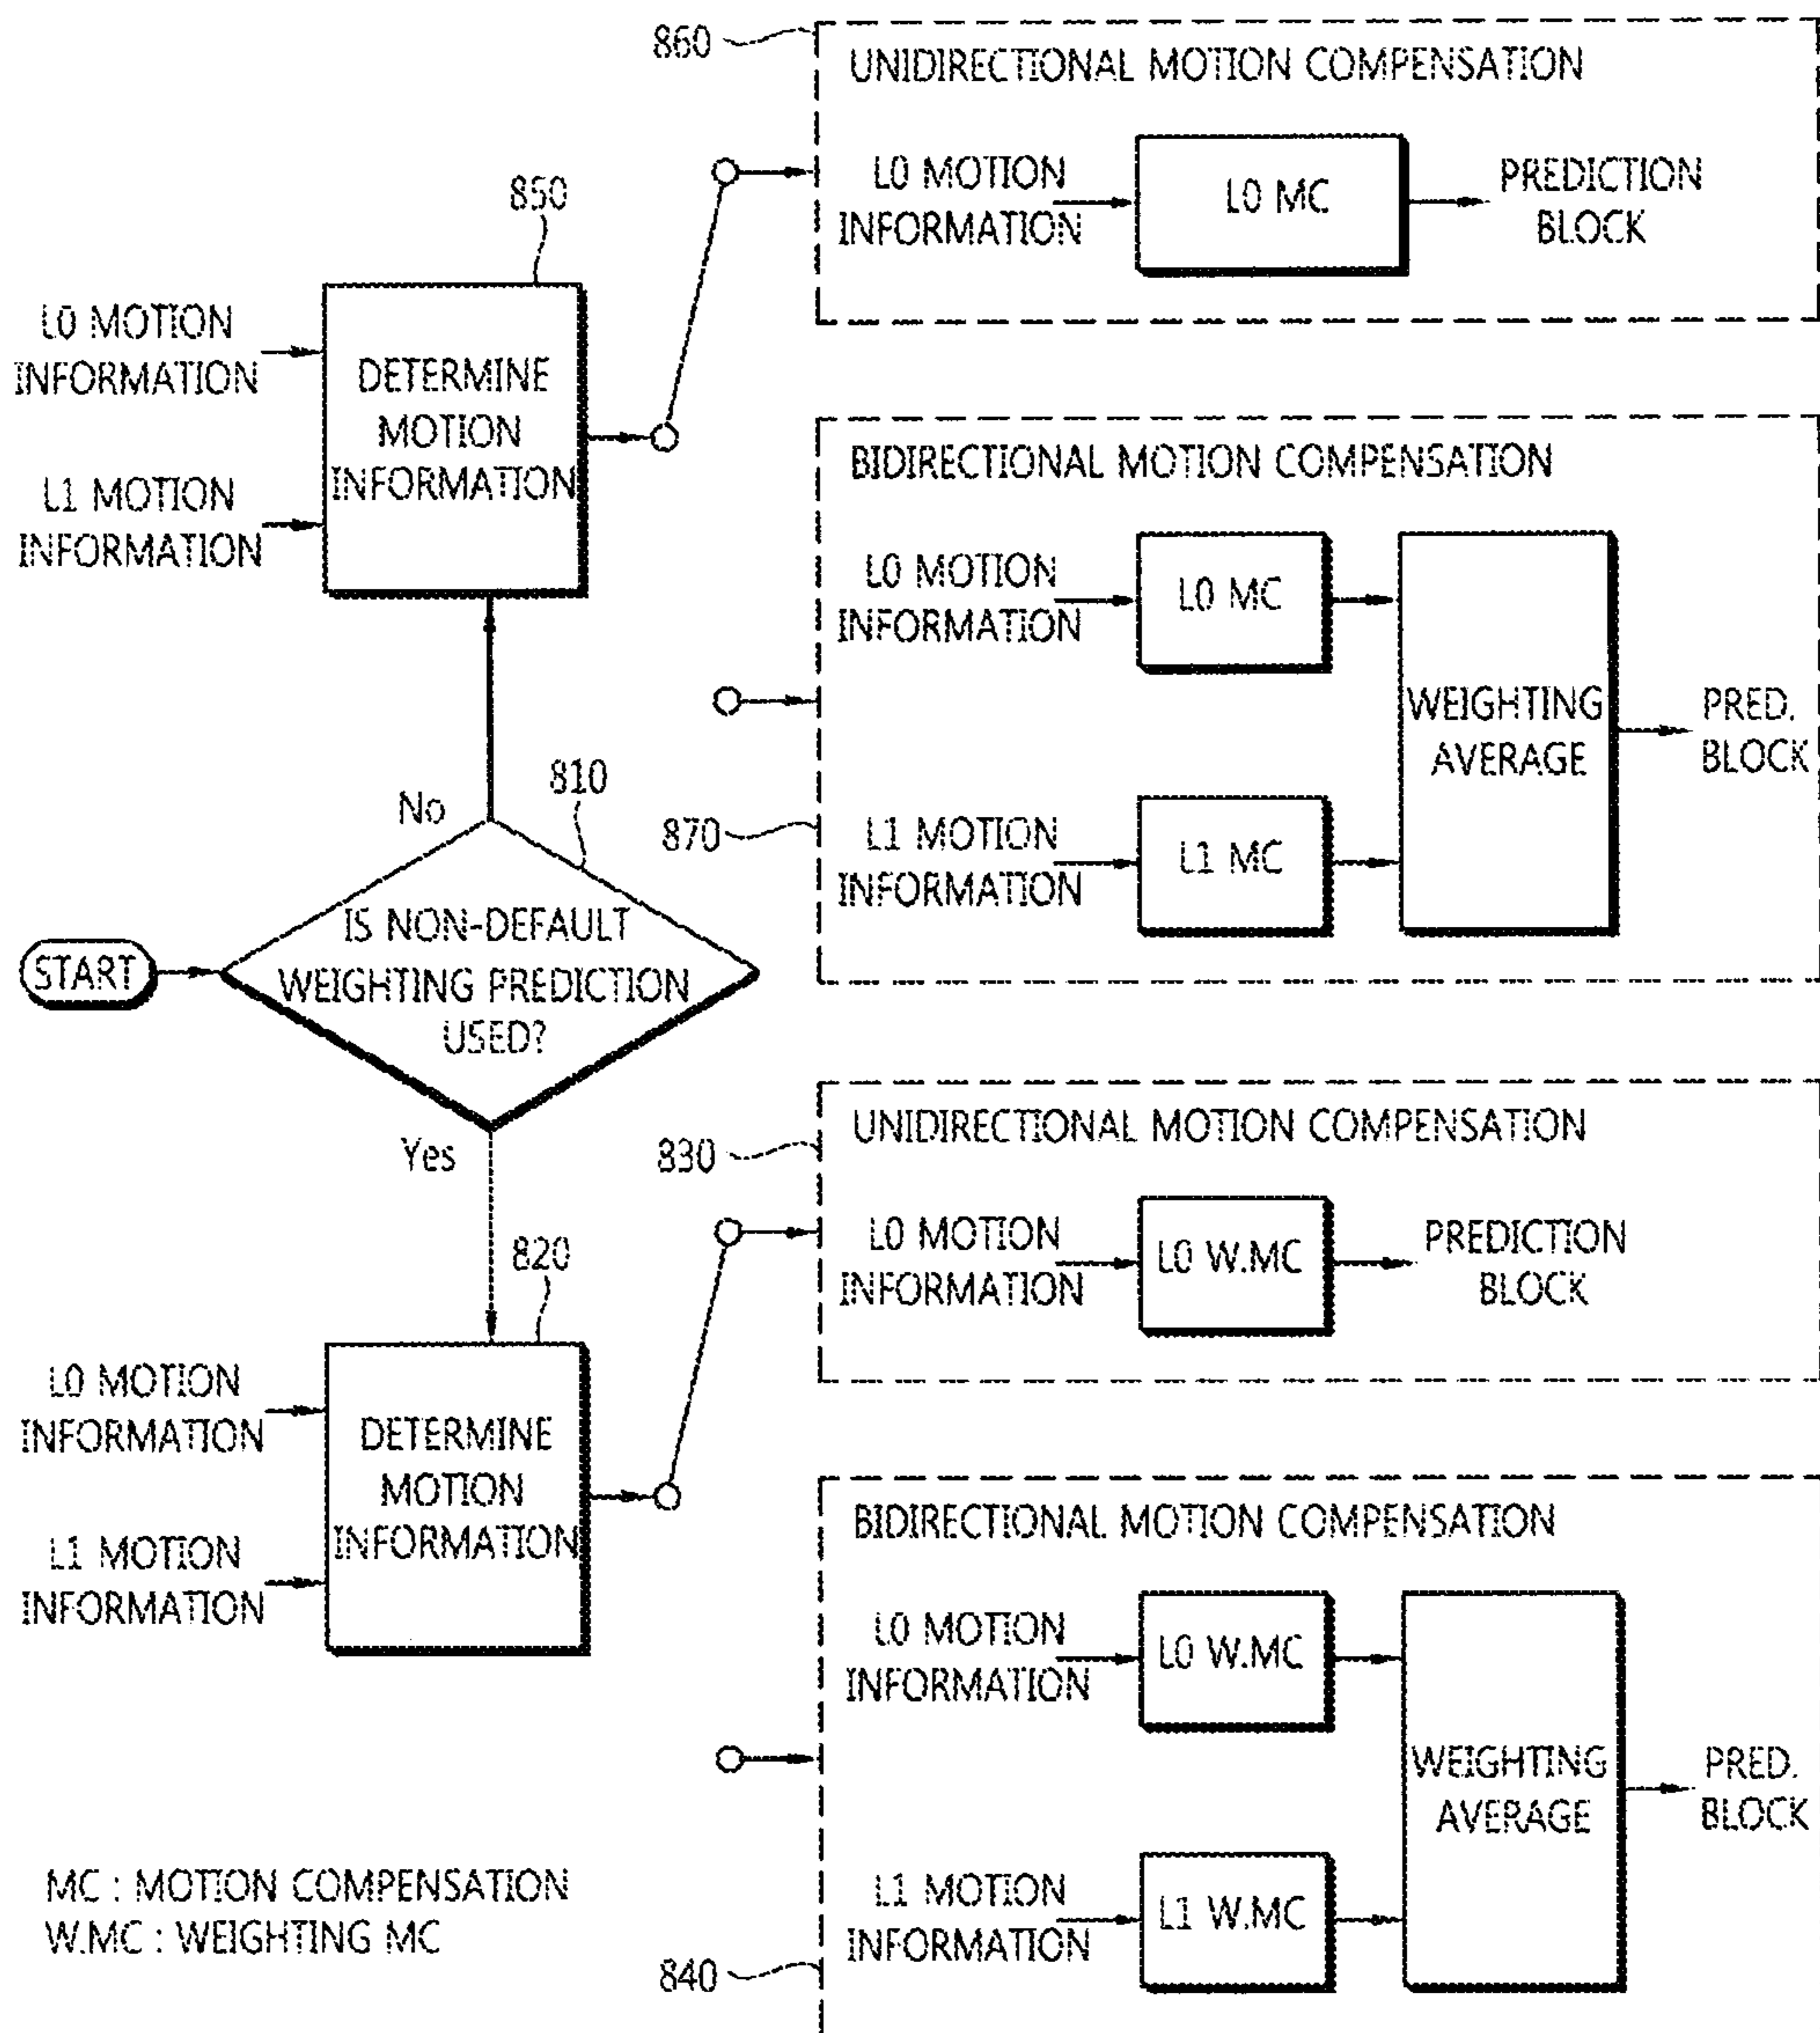 860
UNIDIRECTIONAL MOTION COMPENSATION
L0 MOTION
INFORMATION
L0 MC
PREDICTION
BLOCK
850
L0 MOTION
INFORMATION
L1 MOTION
INFORMATION
DETERMINE
MOTION
INFORMATION
BIDIRECTIONAL MOTION COMPENSATION
L0 MOTION
INFORMATION
L0 MC
WEIGHTING
AVERAGE
PRED.
BLOCK
870
L1 MOTION
INFORMATION
L1 MC
No
810
START
IS NON-DEFAULT
WEIGHTING PREDICTION
USED?
Yes
830
UNIDIRECTIONAL MOTION COMPENSATION
L0 MOTION
INFORMATION
L0 W.MC
PREDICTION
BLOCK
820
L0 MOTION
INFORMATION
L1 MOTION
INFORMATION
DETERMINE
MOTION
INFORMATION
BIDIRECTIONAL MOTION COMPENSATION
L0 MOTION
INFORMATION
L0 W.MC
WEIGHTING
AVERAGE
PRED.
BLOCK
L1 MOTION
INFORMATION
L1 W.MC
840
MC : MOTION COMPENSATION
W.MC : WEIGHTING MC